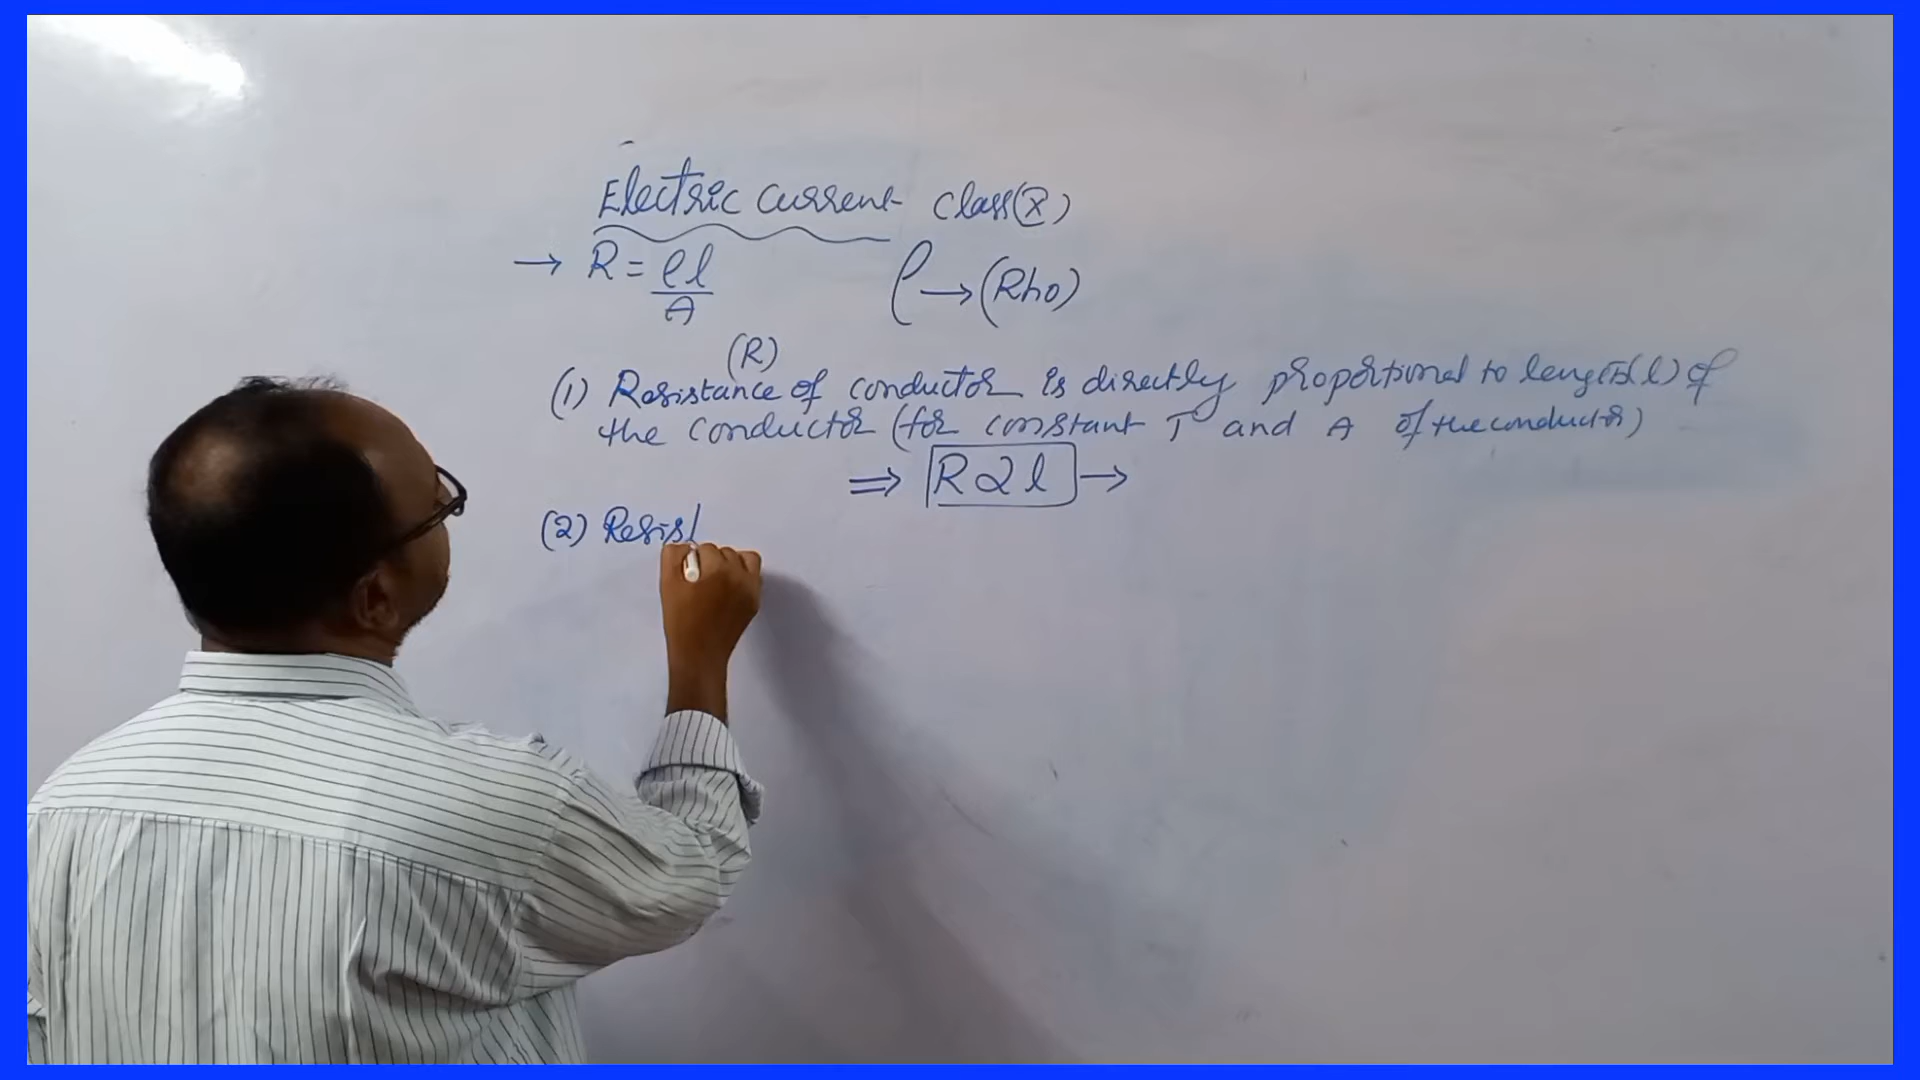 Electric current class(X)
→ R = ρl/A
ρ → (Rho)
(R)
(1) Resistance of conductor is directly proportional to length(l) of
the conductor (for constant T and A of the conductor)
⇒ R α l →
(2) Resist